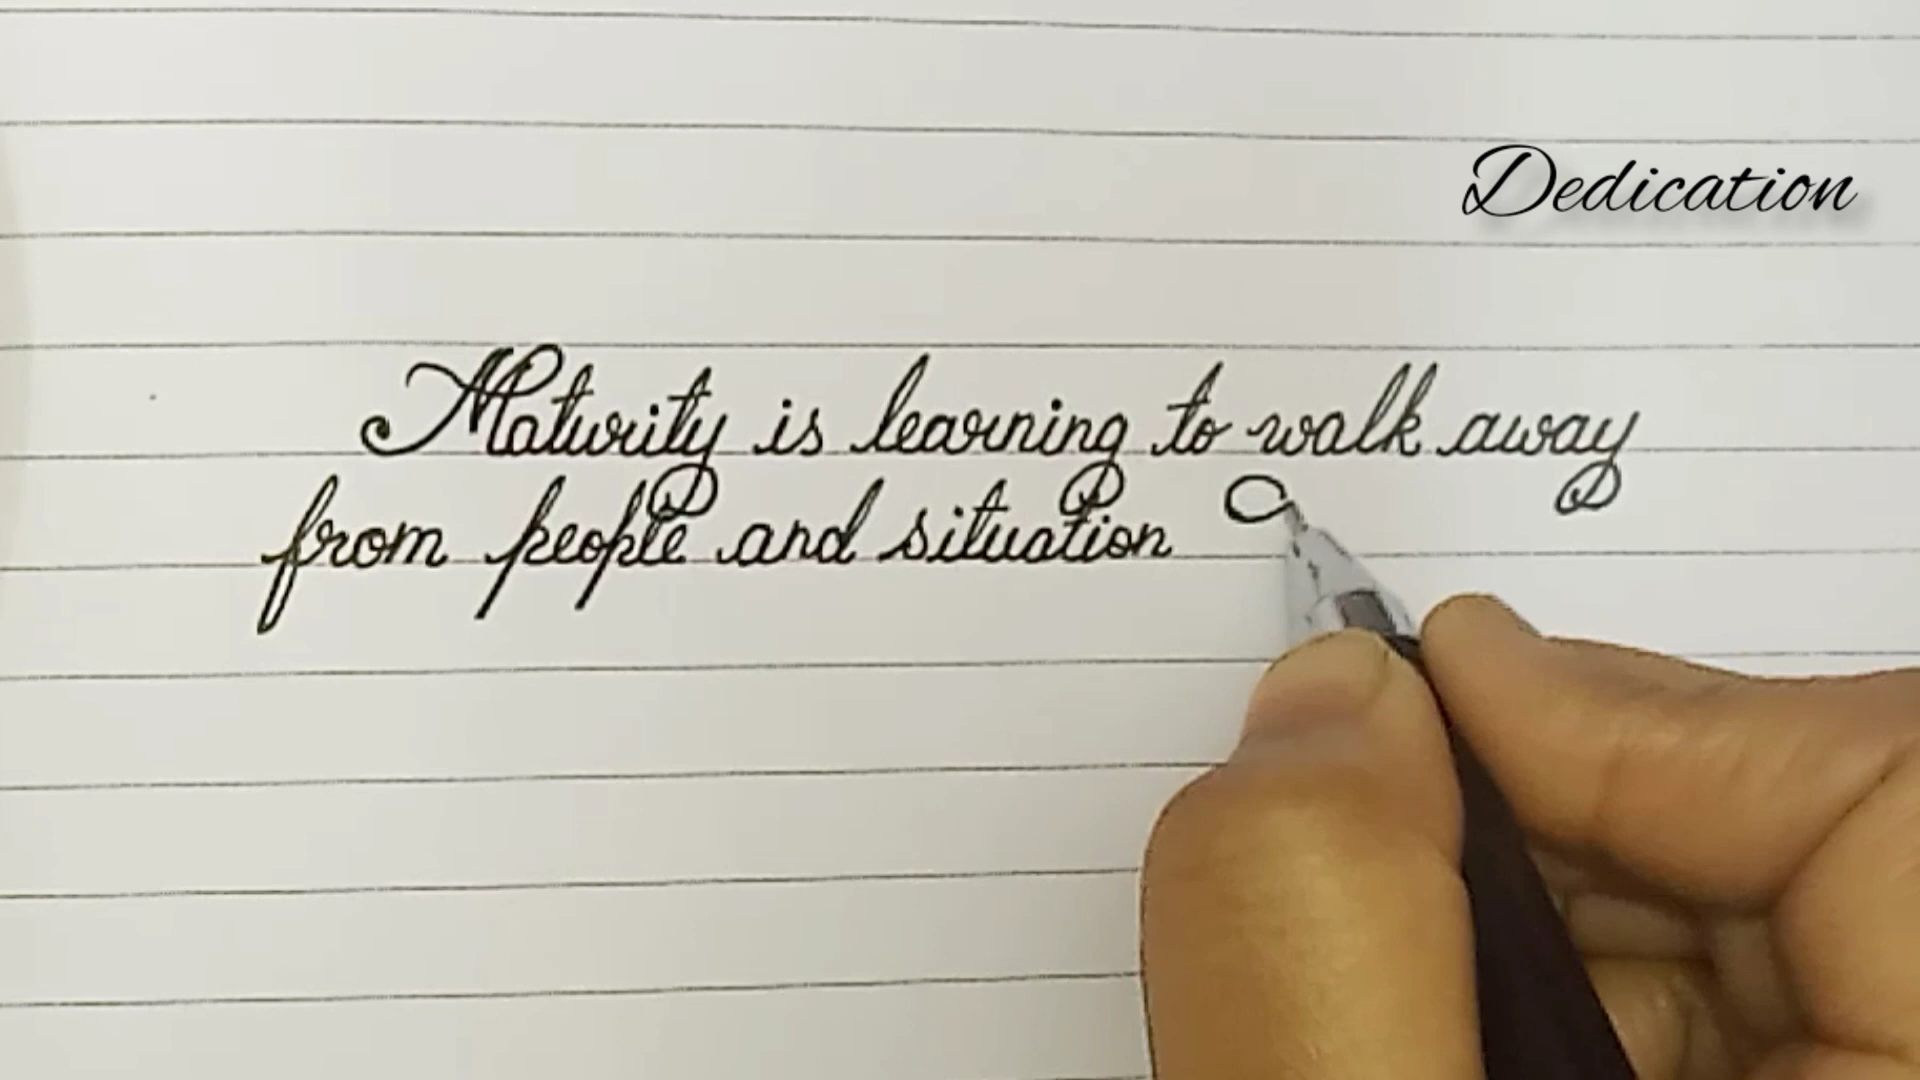 Dedication
Maturity is learning to walk away
from people and situation